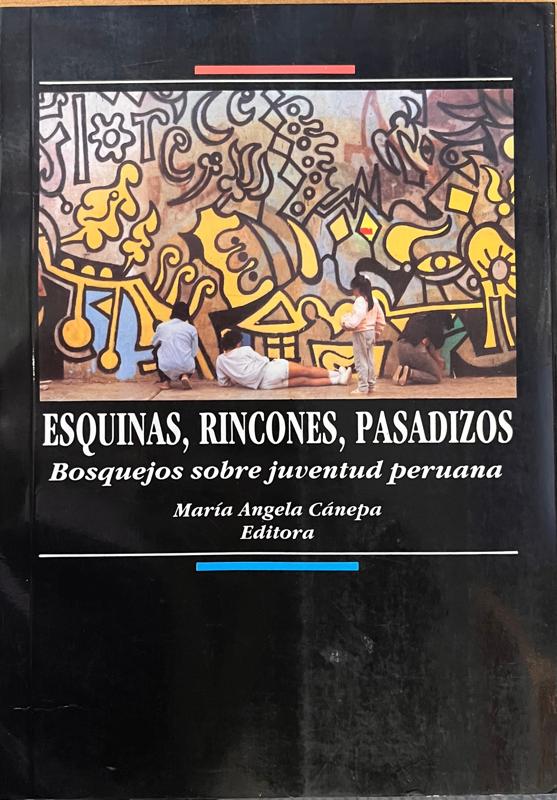 ESQUINAS, RINCONES, PASADIZOS
Bosquejos sobre juventud peruana
María Angela Cánepa
Editora